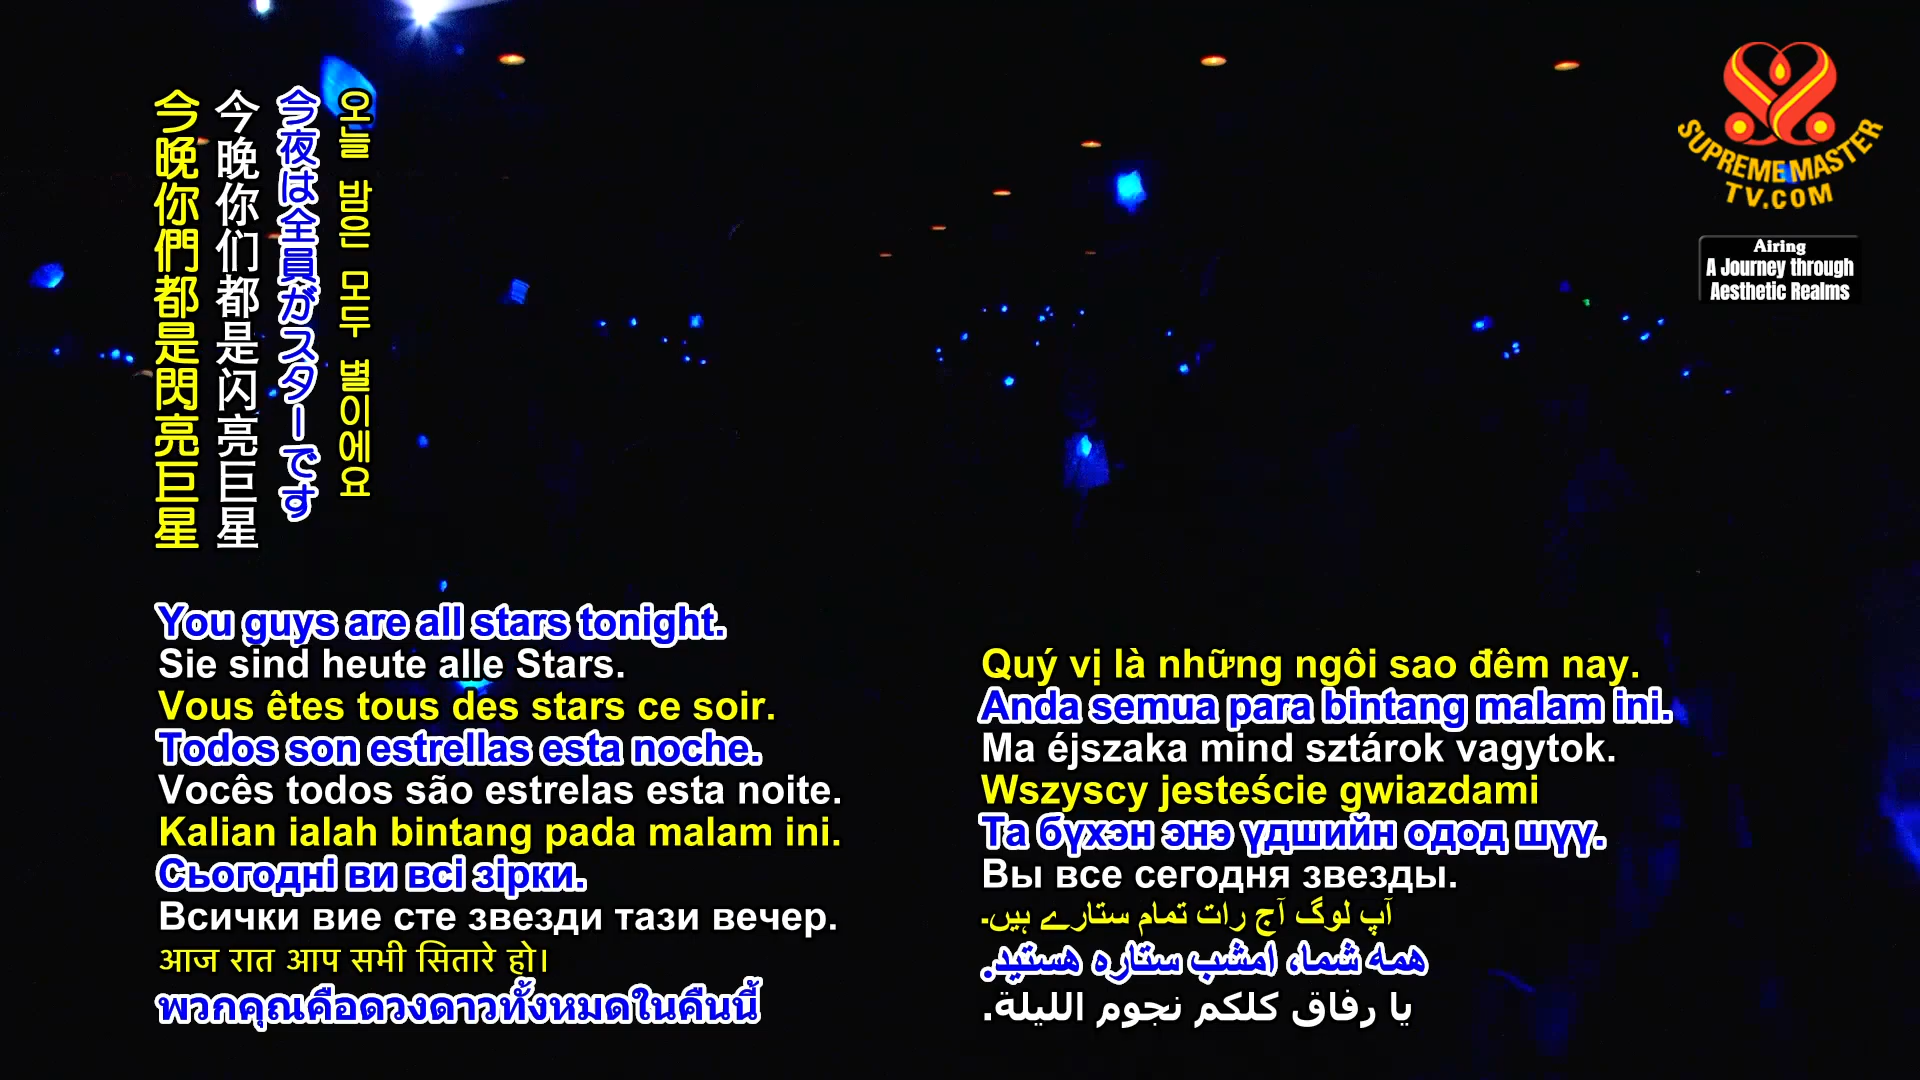 今晚你們都是閃亮巨星
今晚你们都是闪亮巨星
今夜は全員がスターです
오늘 밤은 모두 별이에요
SUPREME MASTER
TV.COM
Airing
A Journey through
Aesthetic Realms
You guys are all stars tonight.
Sie sind heute alle Stars.
Vous êtes tous des stars ce soir.
Todos son estrellas esta noche.
Vocês todos são estrelas esta noite.
Kalian ialah bintang pada malam ini.
Сьогодні ви всі зірки.
Всички вие сте звезди тази вечер.
आज रात आप सभी सितारे हो।
พวกคุณคือดวงดาวทั้งหมดในคืนนี้
Quý vị là những ngôi sao đêm nay.
Anda semua para bintang malam ini.
Ma éjszaka mind sztárok vagytok.
Wszyscy jesteście gwiazdami
Та бүхэн энэ үдшийн одод шүү.
Вы все сегодня звезды.
آپ لوگ آج رات تمام ستارے ہیں۔
همه شما، امشب ستاره هستید.
يا رفاق كلكم نجوم الليلة.